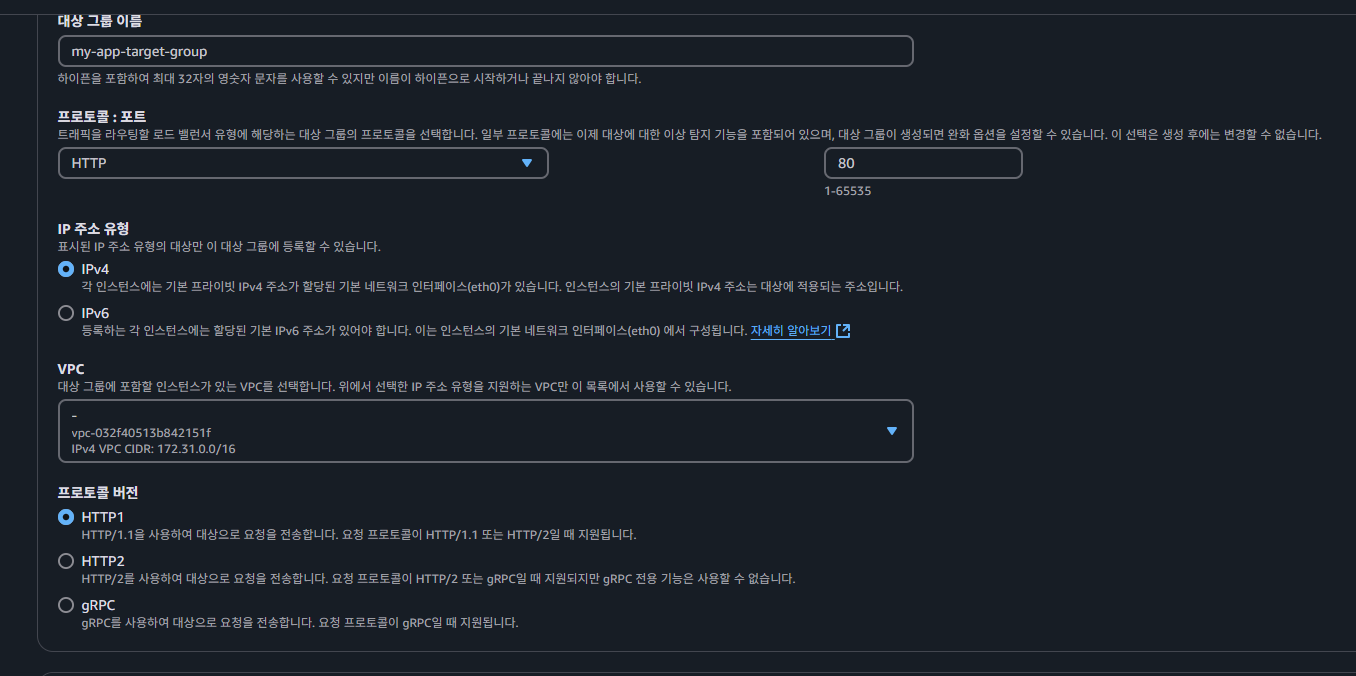 대상 그룹 이름
my-app-target-group
하이픈을 포함하여 최대 32자의 영숫자 문자를 사용할 수 있지만 이름이 하이픈으로 시작하거나 끝나지 않아야 합니다.
프로토콜 : 포트
트래픽을 라우팅할 로드 밸런서 유형에 해당하는 대상 그룹의 프로토콜을 선택합니다. 일부 프로토콜에는 이제 대상에 대한 이상 탐지 기능을 포함되어 있으며, 대상 그룹이 생성되면 완화 옵션을 설정할 수 있습니다. 이 선택은 생성 후에는 변경할 수 없습니다.
HTTP
80
1-65535
IP 주소 유형
표시된 IP 주소 유형의 대상만 이 대상 그룹에 등록할 수 있습니다.
IPv4
각 인스턴스에는 기본 프라이빗 IPv4 주소가 할당된 기본 네트워크 인터페이스(eth0)가 있습니다. 인스턴스의 기본 프라이빗 IPv4 주소는 대상에 적용되는 주소입니다.
IPv6
등록하는 각 인스턴스에는 할당된 기본 IPv6 주소가 있어야 합니다. 이는 인스턴스의 기본 네트워크 인터페이스(eth0) 에서 구성됩니다. 자세히 알아보기
VPC
대상 그룹에 포함할 인스턴스가 있는 VPC를 선택합니다. 위에서 선택한 IP 주소 유형을 지원하는 VPC만 이 목록에서 사용할 수 있습니다.
-
vpc-032f40513b842151f
IPv4 VPC CIDR: 172.31.0.0/16
프로토콜 버전
HTTP1
HTTP/1.1을 사용하여 대상으로 요청을 전송합니다. 요청 프로토콜이 HTTP/1.1 또는 HTTP/2일 때 지원됩니다.
HTTP2
HTTP/2를 사용하여 대상으로 요청을 전송합니다. 요청 프로토콜이 HTTP/2 또는 gRPC일 때 지원되지만 gRPC 전용 기능은 사용할 수 없습니다.
gRPC
gRPC를 사용하여 대상으로 요청을 전송합니다. 요청 프로토콜이 gRPC일 때 지원됩니다.